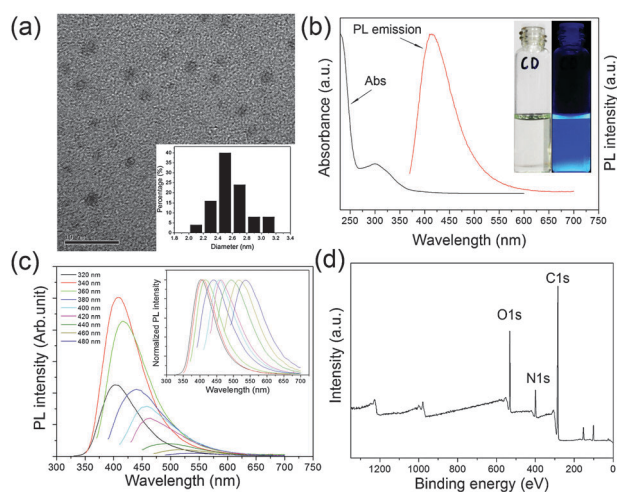 (a)
Percentage (%)
40
35
30
25
20
15
10
5
0
1.8 2.0 2.2 2.4 2.6 2.8 3.0 3.2 3.4
Diameter (nm)
(b)
Absorbance (a.u.)
PL emission
Abs
CD
PL intensity (a.u.)
250 300 350 400 450 500 550 600 650 700 750
Wavelength (nm)
(c)
PL intensity (Arb.unit)
320 nm
340 nm
360 nm
380 nm
400 nm
420 nm
440 nm
460 nm
480 nm
Normalized PL intensity
300 350 400 450 500 550 600 650 700
Wavelength (nm)
300 350 400 450 500 550 600 650 700 750
Wavelength (nm)
(d)
Intensity (a.u.)
C1s
O1s
N1s
1200 1000 800 600 400 200 0
Binding energy (eV)